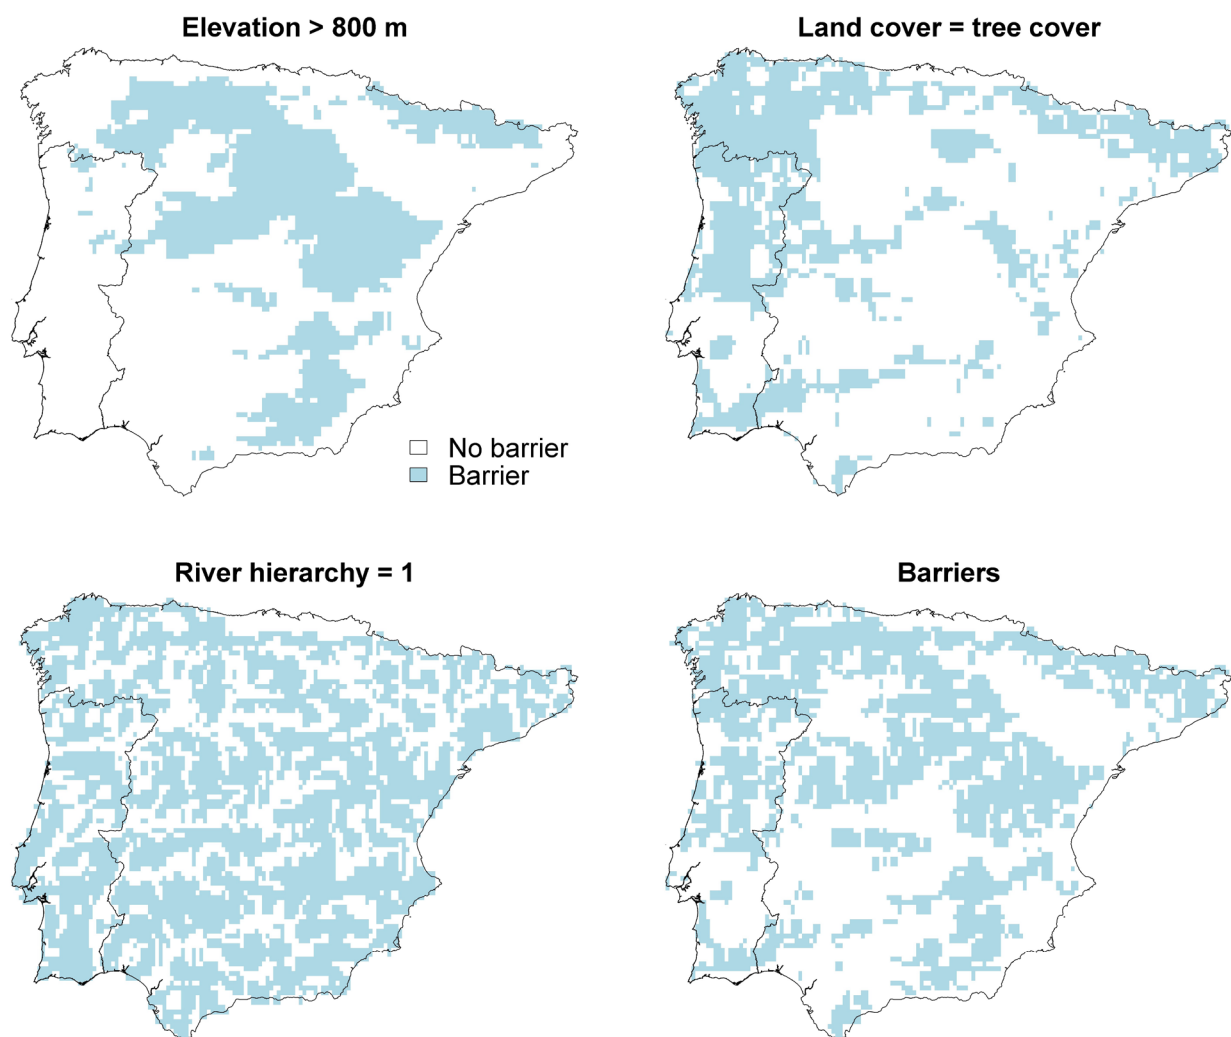 Elevation > 800 m
Land cover = tree cover
No barrier
Barrier
River hierarchy = 1
Barriers